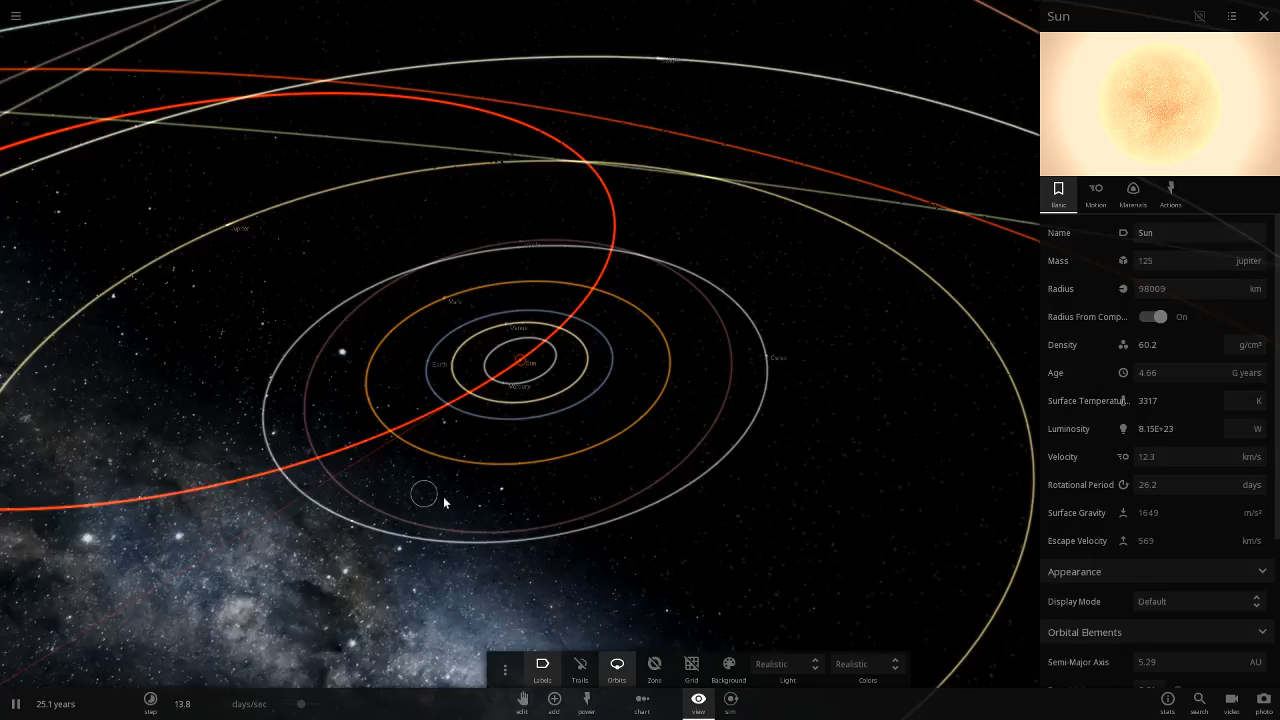 Sun
Basic
Motion
Materials
Actions
Name Sun
Mass 125 jupiter
Radius 98009 km
Radius From Comp... On
Density 60.2 g/cm³
Age 4.66 G years
Surface Temperatur... 3317 K
Luminosity 8.15E+23 W
Velocity 12.3 km/s
Rotational Period 26.2 days
Surface Gravity 1649 m/s²
Escape Velocity 569 km/s
Appearance
Display Mode Default
Orbital Elements
Semi-Major Axis 5.29 AU
Jupiter
Mars
Venus
Earth
Sun
Mercury
Ceres
Labels
Trails
Orbits
Zone
Grid
Background
Realistic
Light
Realistic
Colors
25.1 years
step
13.8 days/sec
edit
add
power
chart
view
sim
stats
search
video
photo